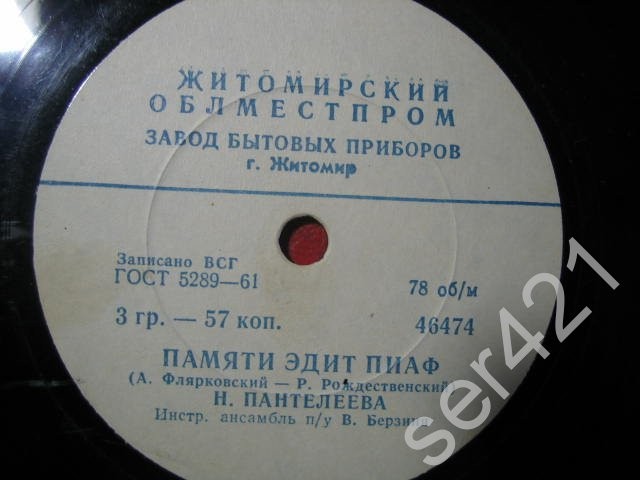 ЖИТОМИРСКИЙ
ОБЛМЕСТПРОМ
ЗАВОД БЫТОВЫХ ПРИБОРОВ
г. Житомир
Записано ВСГ
ГОСТ 5289—61
78 об/м
3 гр. — 57 коп.
46474
ПАМЯТИ ЭДИТ ПИАФ
(А. Флярковский — Р. Рождественский)
Н. ПАНТЕЛЕЕВА
Инстр. ансамбль п/у В.
ser421